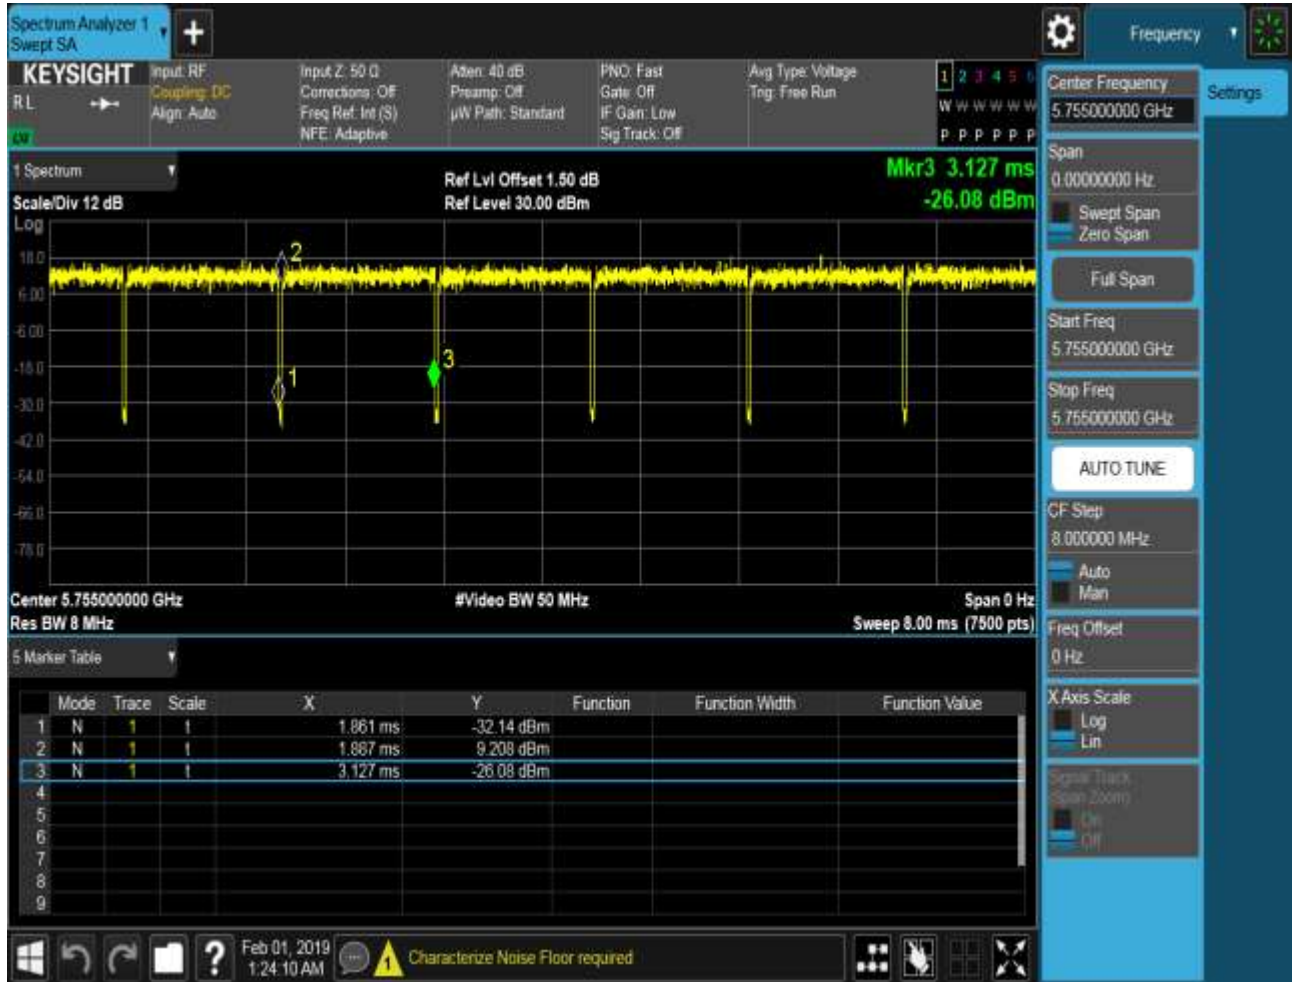 Spectrum Analyzer 1
Swept SA
+
Frequency
KEYSIGHT
RL
Input: RF
Coupling: DC
Align: Auto
Input Z: 50 Ω
Corrections: Off
Freq Ref: Int (S)
NFE: Adaptive
Atten: 40 dB
Preamp: Off
µW Path: Standard
PNO: Fast
Gate: Off
IF Gain: Low
Sig Track: Off
Avg Type: Voltage
Trig: Free Run
1 2 3 4 5 6
W W W W W W
P P P P P P
Center Frequency
5.755000000 GHz
Settings
1 Spectrum
Ref Lvl Offset 1.50 dB
Mkr3 3.127 ms
Scale/Div 12 dB
Ref Level 30.00 dBm
-26.08 dBm
Log
18.0
6.00
-6.00
-18.0
-30.0
-42.0
-54.0
-66.0
-78.0
2
1
3
Center 5.755000000 GHz
#Video BW 50 MHz
Span 0 Hz
Res BW 8 MHz
Sweep 8.00 ms (7500 pts)
Span
0.00000000 Hz
Swept Span
Zero Span
Full Span
Start Freq
5.755000000 GHz
Stop Freq
5.755000000 GHz
AUTO TUNE
CF Step
8.000000 MHz
Auto
Man
Freq Offset
0 Hz
X Axis Scale
Log
Lin
Signal Track
(Span Zoom)
On
Off
5 Marker Table
Mode Trace Scale X Y Function Function Width Function Value
1 N 1 t 1.861 ms -32.14 dBm
2 N 1 t 1.887 ms 9.208 dBm
3 N 1 t 3.127 ms -26.08 dBm
4
5
6
7
8
9
?
Feb 01, 2019
1:24:10 AM
1
Characterize Noise Floor required